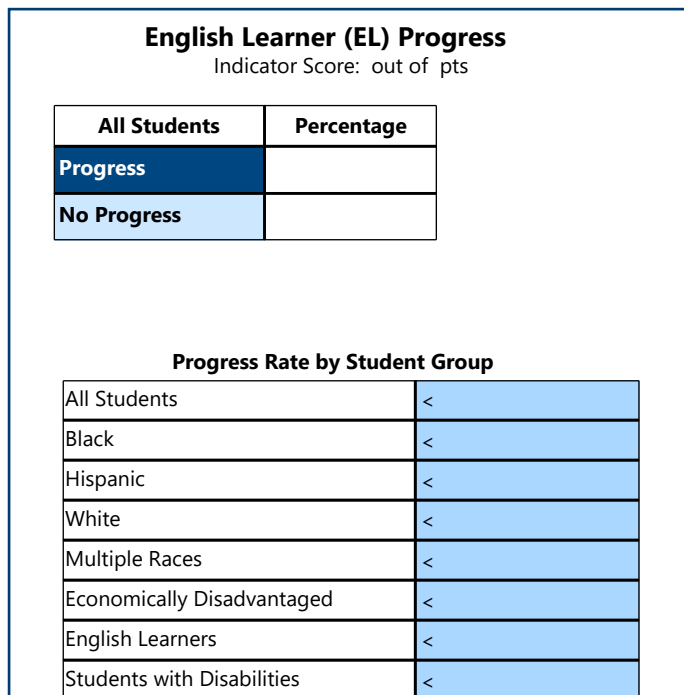 English Learner (EL) Progress
Indicator Score: out of pts
All Students Percentage
Progress
No Progress
Progress Rate by Student Group
All Students <
Black <
Hispanic <
White <
Multiple Races <
Economically Disadvantaged <
English Learners <
Students with Disabilities <